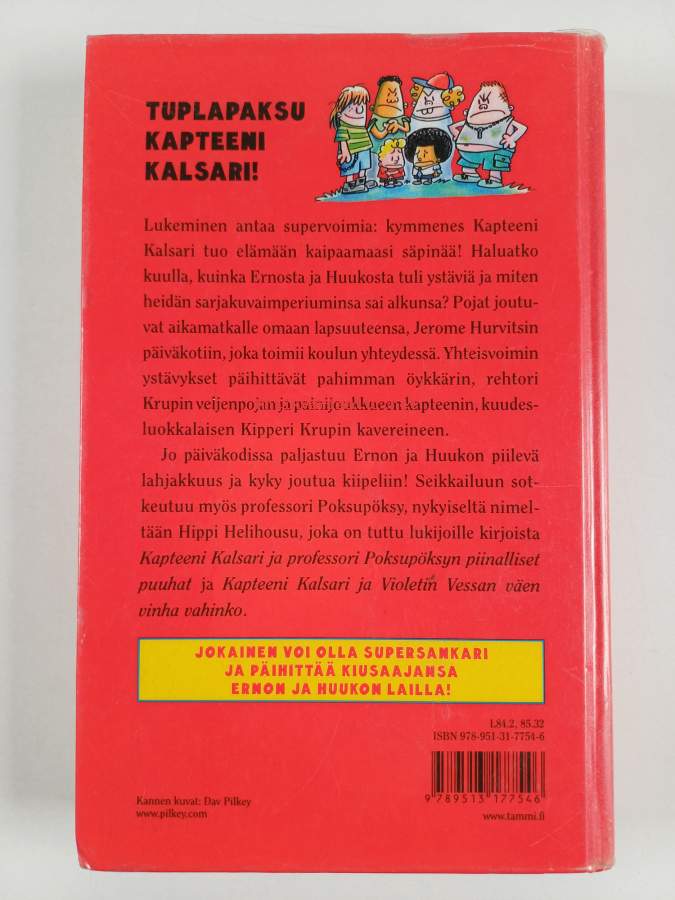 TUPLAPAKSU
KAPTEENI
KALSARI!
Lukeminen antaa supervoimia: kymmenes Kapteeni
Kalsari tuo elämään kaipaamaasi säpinää! Haluatko
kuulla, kuinka Ernosta ja Huukosta tuli ystäviä ja miten
heidän sarjakuvaimperiuminsa sai alkunsa? Pojat joutu-
vat aikamatkalle omaan lapsuuteensa, Jerome Hurvitsin
päiväkotiin, joka toimii koulun yhteydessä. Yhteisvoimin
ystävykset päihittävät pahimman öykkärin, rehtori
Krupin veijenpojan ja painijoukkueen kapteenin, kuudes-
luokkalaisen Kipperi Krupin kavereineen.
Jo päiväkodissa paljastuu Ernon ja Huukon piilevä
lahjakkuus ja kyky joutua kiipeliin! Seikkailuun sot-
keutuu myös professori Poksupöksy, nykyiseltä nimel-
tään Hippi Helihousu, joka on tuttu lukijoille kirjoista
Kapteeni Kalsari ja professori Poksupöksyn piinalliset
puuhat ja Kapteeni Kalsari ja Violetin Vessan väen
vinha vahinko.
JOKAINEN VOI OLLA SUPERSANKARI
JA PÄIHITTÄÄ KIUSAAJANSA
ERNON JA HUUKON LAILLA!
L84.2, 85.32
ISBN 978-951-31-7754-6
9 789513 177546
Kannen kuvat: Dav Pilkey
www.pilkey.com
www.tammi.fi